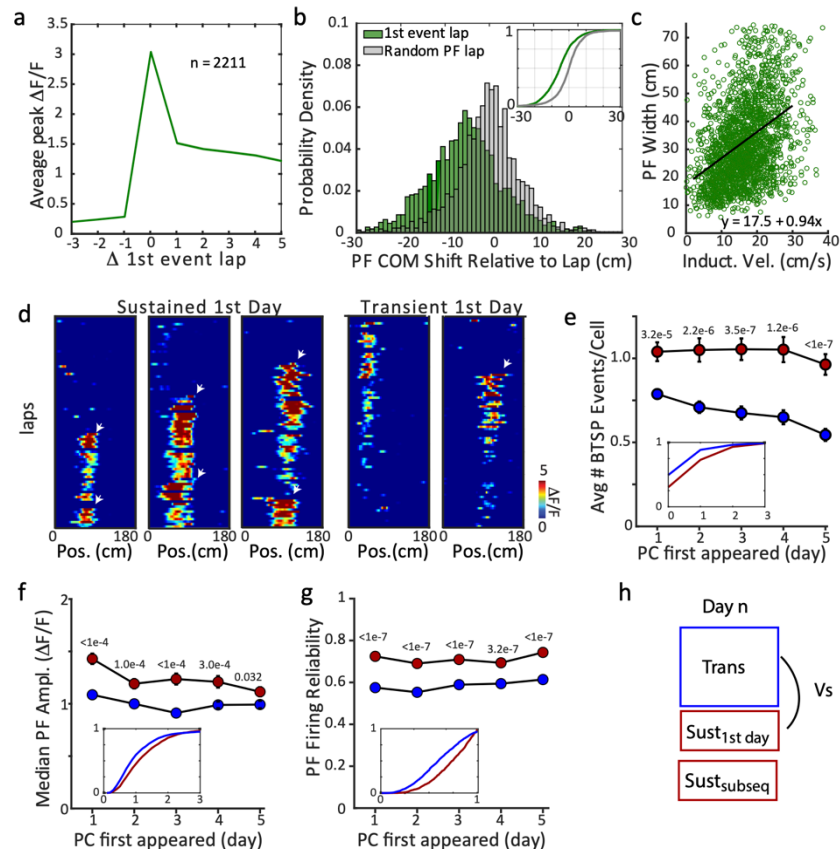 a
Aveage peak ΔF/F
3.5
3
2.5
2
1.5
1
0.5
0
n = 2211
-3 -2 -1 0 1 2 3 4 5
Δ 1st event lap
b
Probability Density
0.1
0.08
0.06
0.04
0.02
0
1st event lap
Random PF lap
1
0
-30 0 30
-30 -20 -10 0 10 20 30
PF COM Shift Relative to Lap (cm)
c
PF Width (cm)
70
60
50
40
30
20
10
0
y = 17.5 + 0.94x
0 10 20 30 40
Induct. Vel. (cm/s)
d
Sustained 1st Day
Transient 1st Day
laps
0 180
0 180
0 180
0 180
0 180
Pos. (cm)
Pos. (cm)
Pos. (cm)
Pos. (cm)
Pos. (cm)
5
0
ΔF/F
e
Avg # BTSP Events/Cell
1.0
0.5
0
3.2e-5
2.2e-6
3.5e-7
1.2e-6
<1e-7
1
0
0 1 2 3
1 2 3 4 5
PC first appeared (day)
f
Median PF Ampl. (ΔF/F)
2
1
0
<1e-4
1.0e-4
<1e-4
3.0e-4
0.032
1
0
0 1 2 3
1 2 3 4 5
PC first appeared (day)
g
PF Firing Reliability
1
0.8
0.6
0.4
0.2
0
<1e-7
<1e-7
<1e-7
3.2e-7
<1e-7
1
0
0 1
1 2 3 4 5
PC first appeared (day)
h
Day n
Trans
Vs
Sust1st day
Sustsubseq